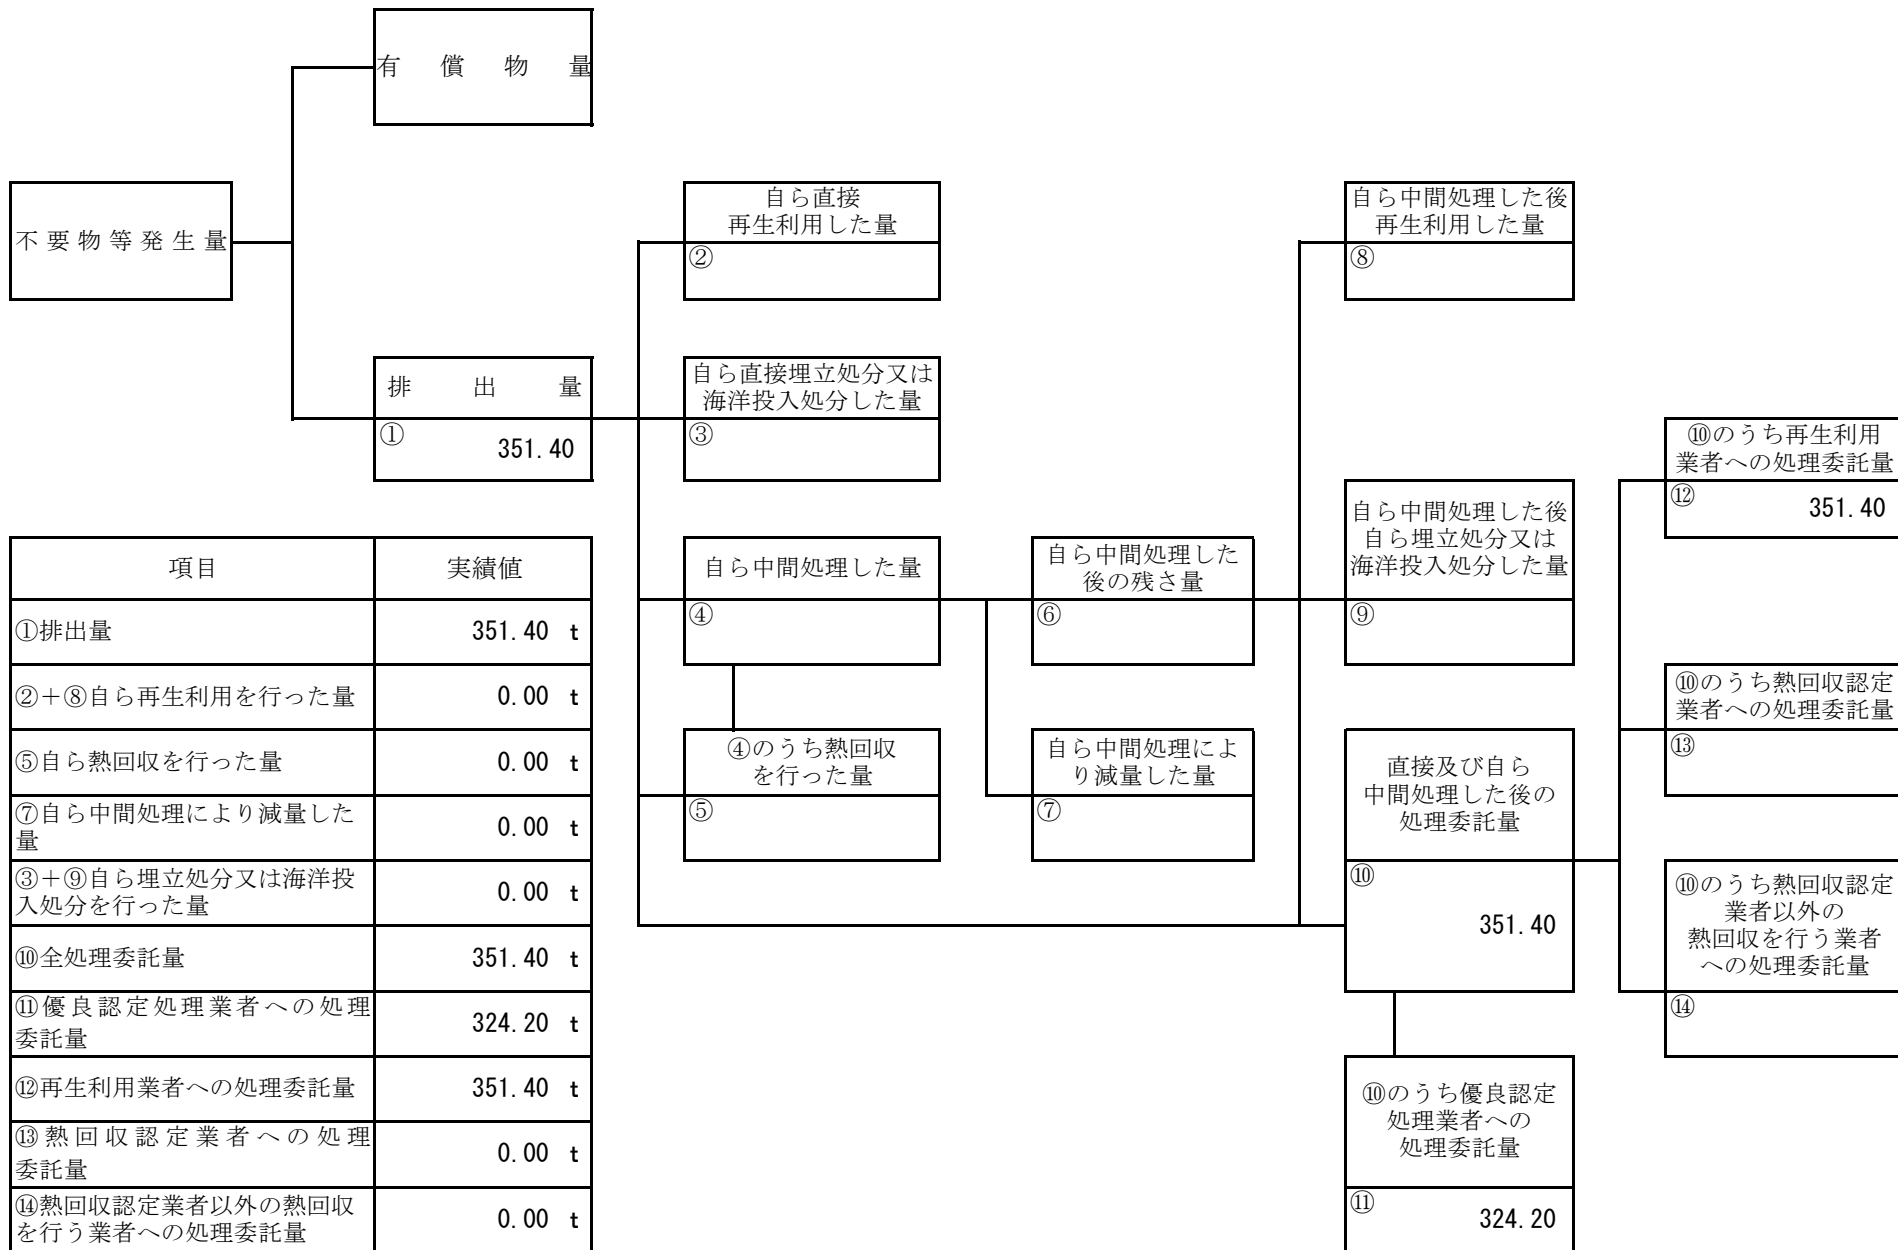 有償物量
不要物等発生量
排出量
①
351.40
自ら直接
再生利用した量
②
自ら直接埋立処分又は
海洋投入処分した量
③
自ら中間処理した量
④
④のうち熱回収
を行った量
⑤
自ら中間処理した
後の残さ量
⑥
自ら中間処理によ
り減量した量
⑦
自ら中間処理した後
再生利用した量
⑧
自ら中間処理した後
自ら埋立処分又は
海洋投入処分した量
⑨
直接及び自ら
中間処理した後の
処理委託量
⑩
351.40
⑩のうち優良認定
処理業者への
処理委託量
⑪
324.20
⑩のうち再生利用
業者への処理委託量
⑫
351.40
⑩のうち熱回収認定
業者への処理委託量
⑬
⑩のうち熱回収認定
業者以外の
熱回収を行う業者
への処理委託量
⑭
項目 実績値
①排出量 351.40 t
②＋⑧自ら再生利用を行った量 0.00 t
⑤自ら熱回収を行った量 0.00 t
⑦自ら中間処理により減量した
量 0.00 t
③＋⑨自ら埋立処分又は海洋投
入処分を行った量 0.00 t
⑩全処理委託量 351.40 t
⑪優良認定処理業者への処理
委託量 324.20 t
⑫再生利用業者への処理委託量 351.40 t
⑬熱回収認定業者への処理
委託量 0.00 t
⑭熱回収認定業者以外の熱回収
を行う業者への処理委託量 0.00 t